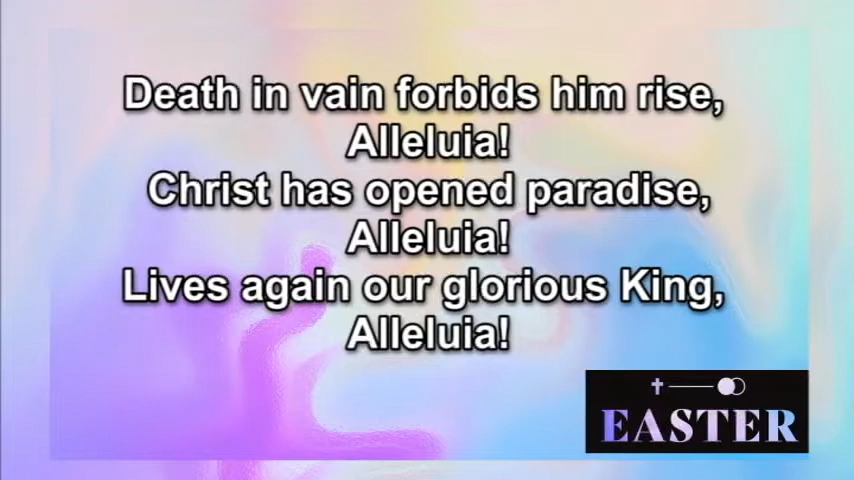 Death in vain forbids him rise,
Alleluia!
Christ has opened paradise,
Alleluia!
Lives again our glorious King,
Alleluia!
EASTER